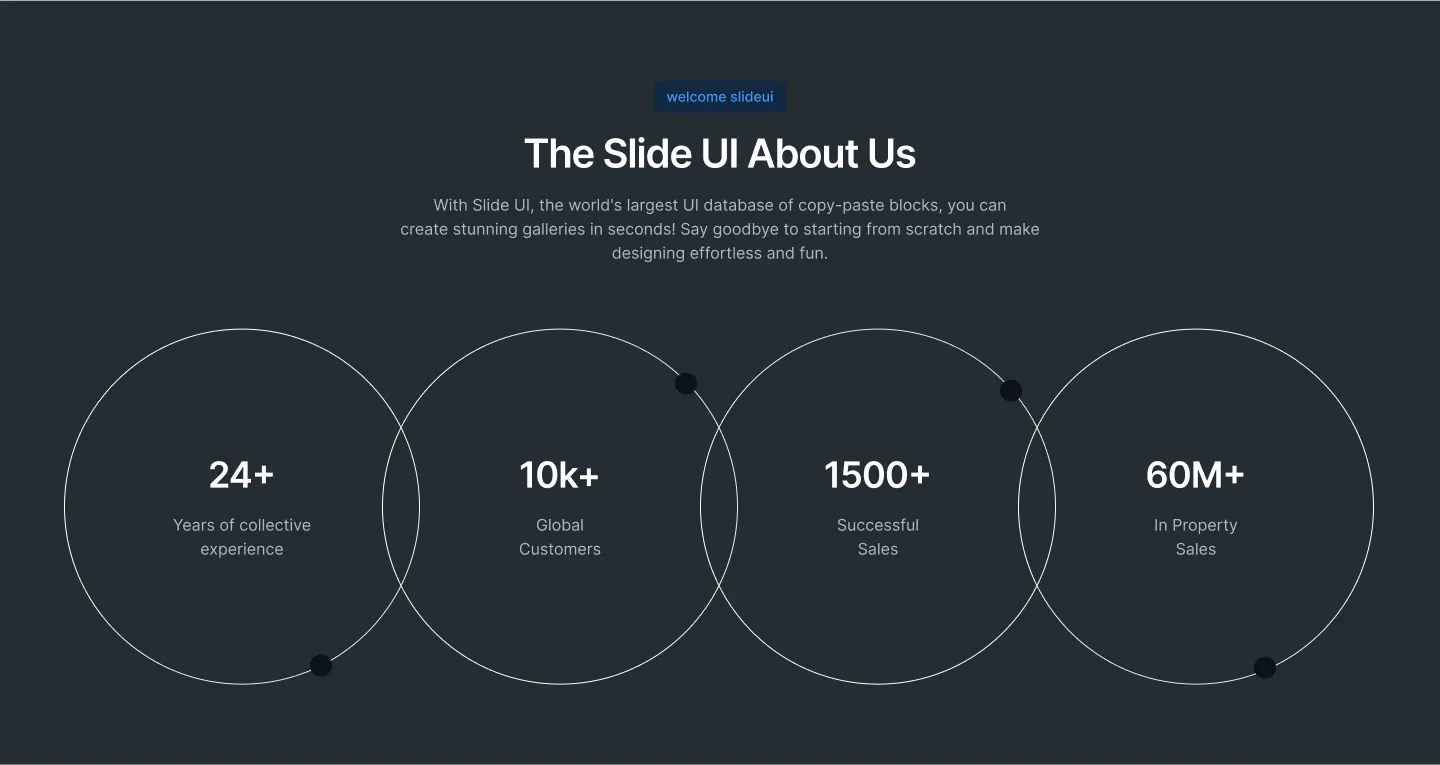 welcome slideui
The Slide UI About Us
With Slide UI, the world's largest UI database of copy-paste blocks, you can
create stunning galleries in seconds! Say goodbye to starting from scratch and make
designing effortless and fun.
24+
Years of collective
experience
10k+
Global
Customers
1500+
Successful
Sales
60M+
In Property
Sales